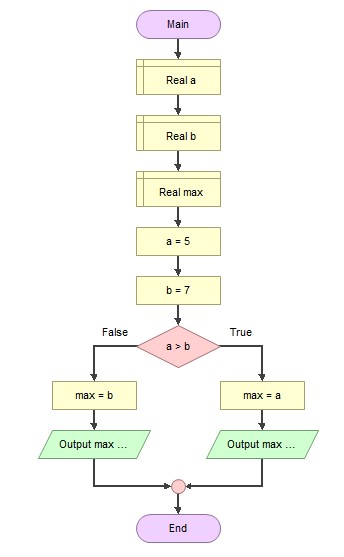 Main
Real a
Real b
Real max
a = 5
b = 7
False
True
a > b
max = b
max = a
Output max ...
Output max ...
End